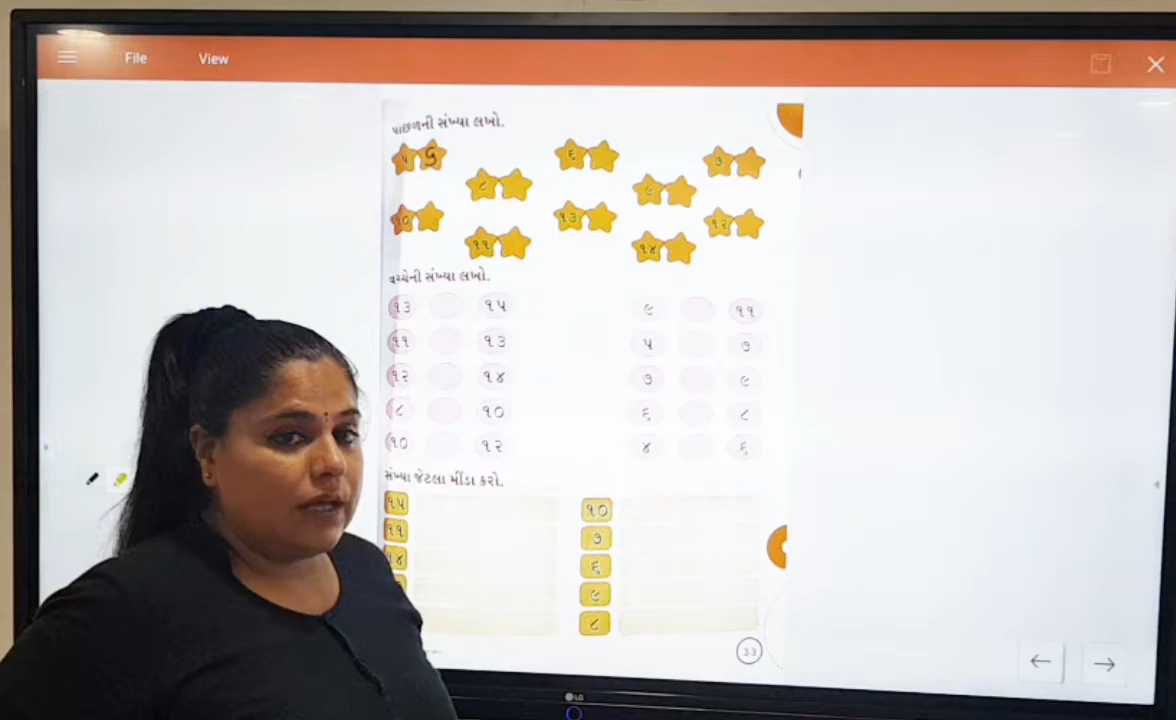 File View
પાછળની સંખ્યા લખો.
૫ ૬ ૬ ૭
૮ ૯
૧૦ ૧૩ ૧૨
૧૧ ૧૪
વચ્ચેની સંખ્યા લખો.
૧૩ ૧૫ ૯ ૧૧
૧૧ ૧૩ ૫ ૭
૧૨ ૧૪ ૭ ૯
૮ ૧૦ ૬ ૮
૧૦ ૧૨ ૪ ૬
સંખ્યા જેટલા મીંડા કરો.
૧૫ ૧૦
૧૧ ૭
૧૪ ૬
૯
૮
33
LG